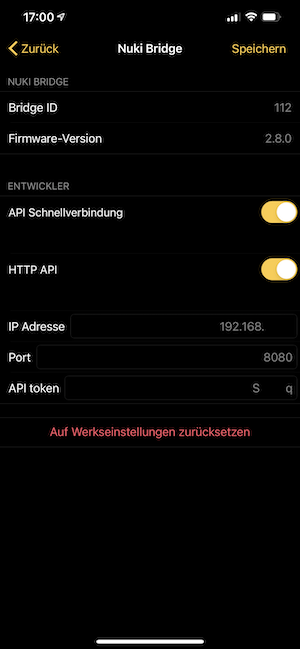 17:00
Zurück Nuki Bridge Speichern
NUKI BRIDGE
Bridge ID 112
Firmware-Version 2.8.0
ENTWICKLER
API Schnellverbindung
HTTP API
IP Adresse 192.168.
Port 8080
API token S q
Auf Werkseinstellungen zurücksetzen